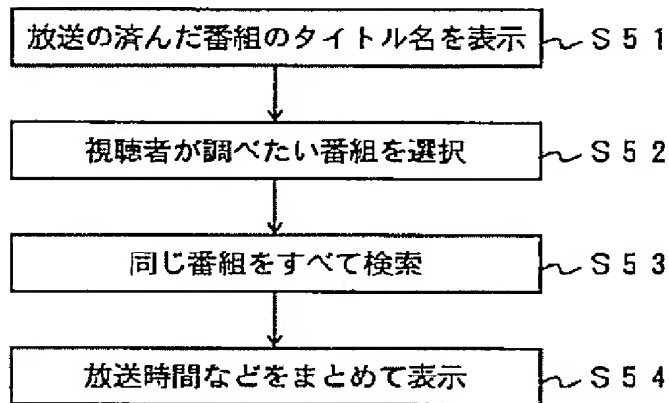 放送の済んだ番組のタイトル名を表示 S51
視聴者が調べたい番組を選択 S52
同じ番組をすべて検索 S53
放送時間などをまとめて表示 S54